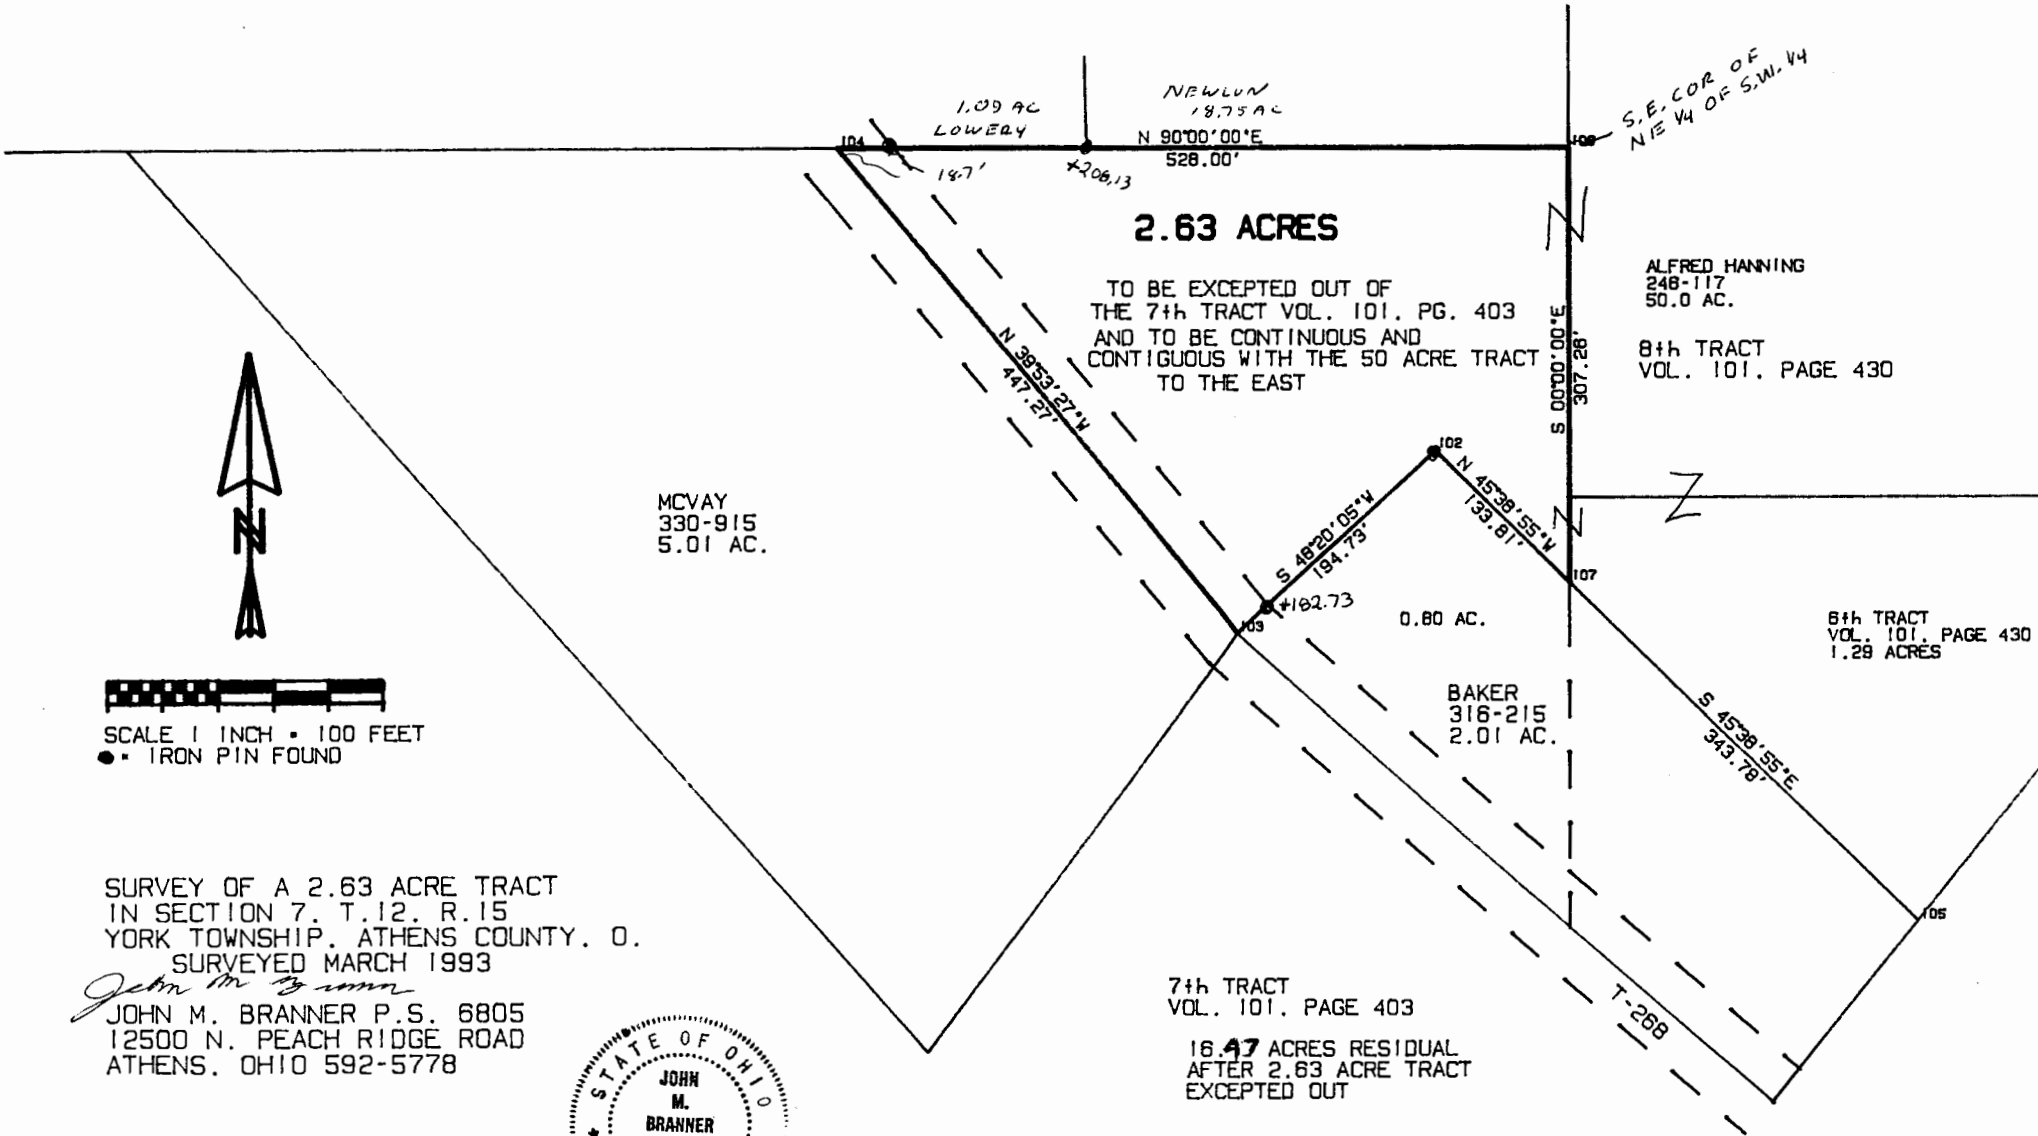 S.E. COR OF
NE 1/4 OF S.W. 1/4
1.09 AC
LOWERY
NEWLUN
18.75 AC
N 90°00'00"E
528.00'
104
18.7'
+206.13
2.63 ACRES
TO BE EXCEPTED OUT OF
THE 7th TRACT VOL. 101. PG. 403
AND TO BE CONTINUOUS AND
CONTIGUOUS WITH THE 50 ACRE TRACT
TO THE EAST
ALFRED HANNING
248-117
50.0 AC.
8th TRACT
VOL. 101. PAGE 430
S 00°00'00"E
307.26'
N 39°53'27"W
447.27'
102
N 45°38'55"W
133.81'
S 48°20'05"W
194.73'
+182.73
103
107
MCVAY
330-915
5.01 AC.
N
SCALE 1 INCH = 100 FEET
= IRON PIN FOUND
0.80 AC.
BAKER
316-215
2.01 AC.
6th TRACT
VOL. 101. PAGE 430
1.29 ACRES
S 45°38'55"E
343.78'
105
SURVEY OF A 2.63 ACRE TRACT
IN SECTION 7. T.12. R.15
YORK TOWNSHIP. ATHENS COUNTY. O.
SURVEYED MARCH 1993
JOHN M. BRANNER P.S. 6805
12500 N. PEACH RIDGE ROAD
ATHENS. OHIO 592-5778
STATE OF OHIO
JOHN
M.
BRANNER
7th TRACT
VOL. 101. PAGE 403
16.47 ACRES RESIDUAL
AFTER 2.63 ACRE TRACT
EXCEPTED OUT
T-268